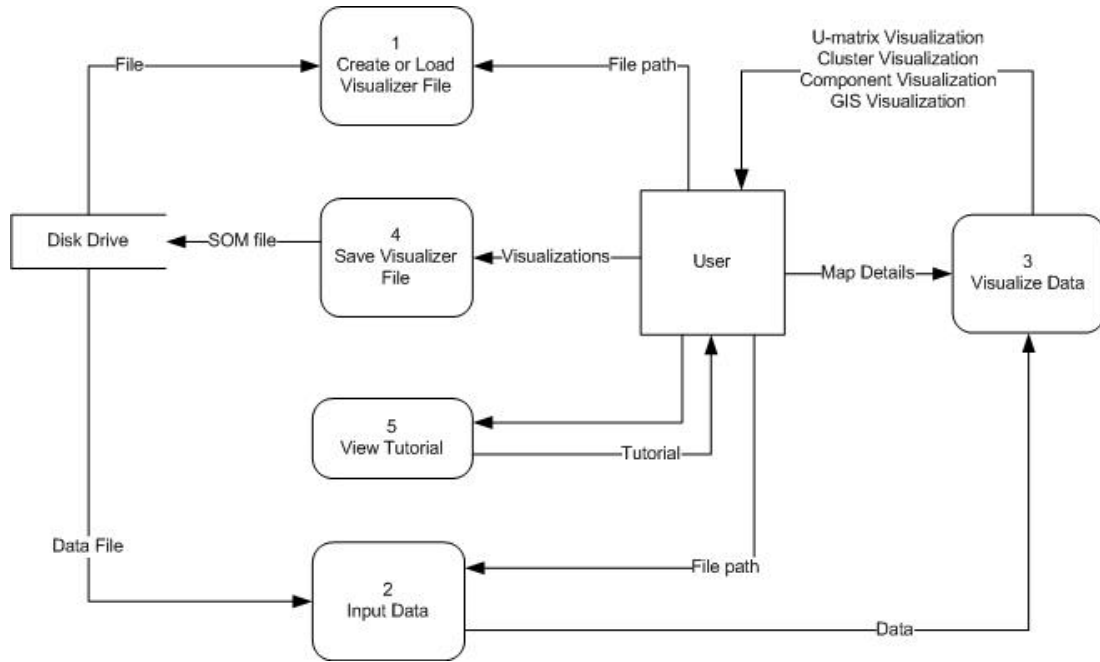 1
Create or Load
Visualizer File
File
File path
U-matrix Visualization
Cluster Visualization
Component Visualization
GIS Visualization
Disk Drive
SOM file
4
Save Visualizer
File
Visualizations
User
Map Details
3
Visualize Data
5
View Tutorial
Tutorial
Data File
2
Input Data
File path
Data